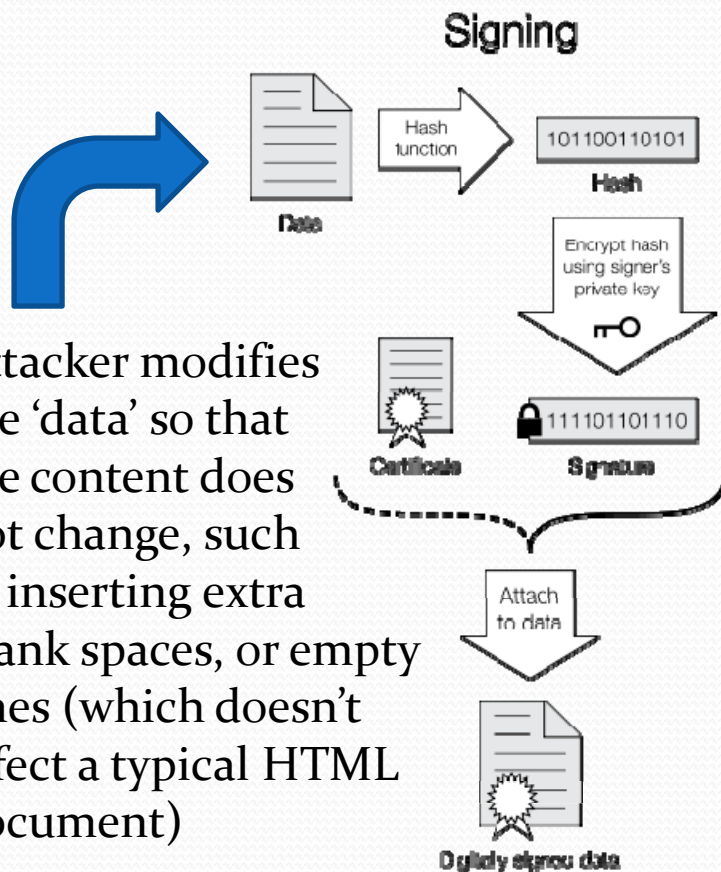 Signing
Hash
function
101100110101
Hash
Data
Encrypt hash
using signer's
private key
ttacker modifies
e ‘data’ so that
e content does
ot change, such
inserting extra
ank spaces, or empty
nes (which doesn’t
fect a typical HTML
ocument)
111101101110
Certificate
Signature
Attach
to data
Digitally signed data